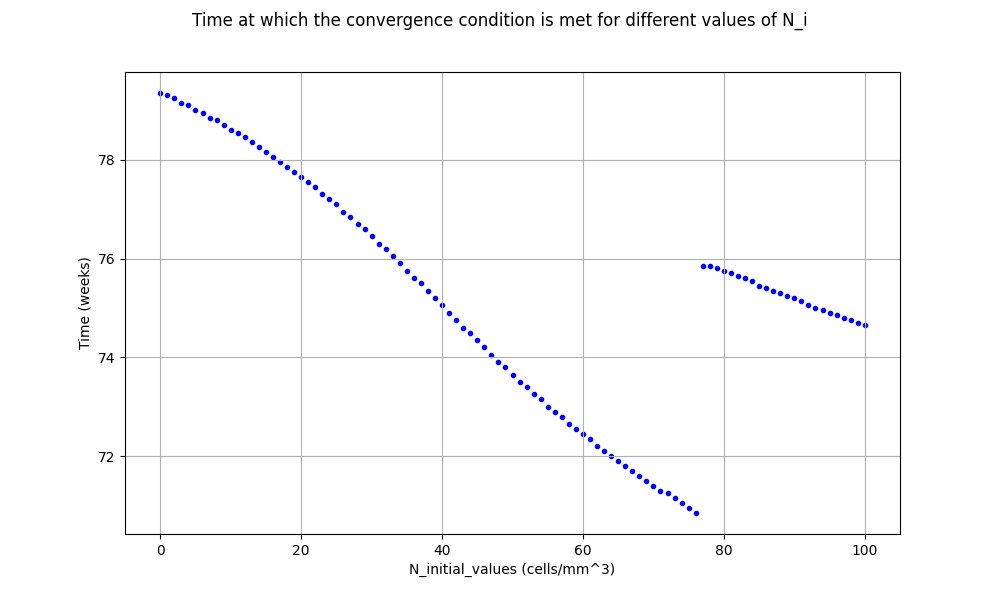 Time at which the convergence condition is met for different values of N_i
78
76
74
72
Time (weeks)
0 20 40 60 80 100
N_initial_values (cells/mm^3)